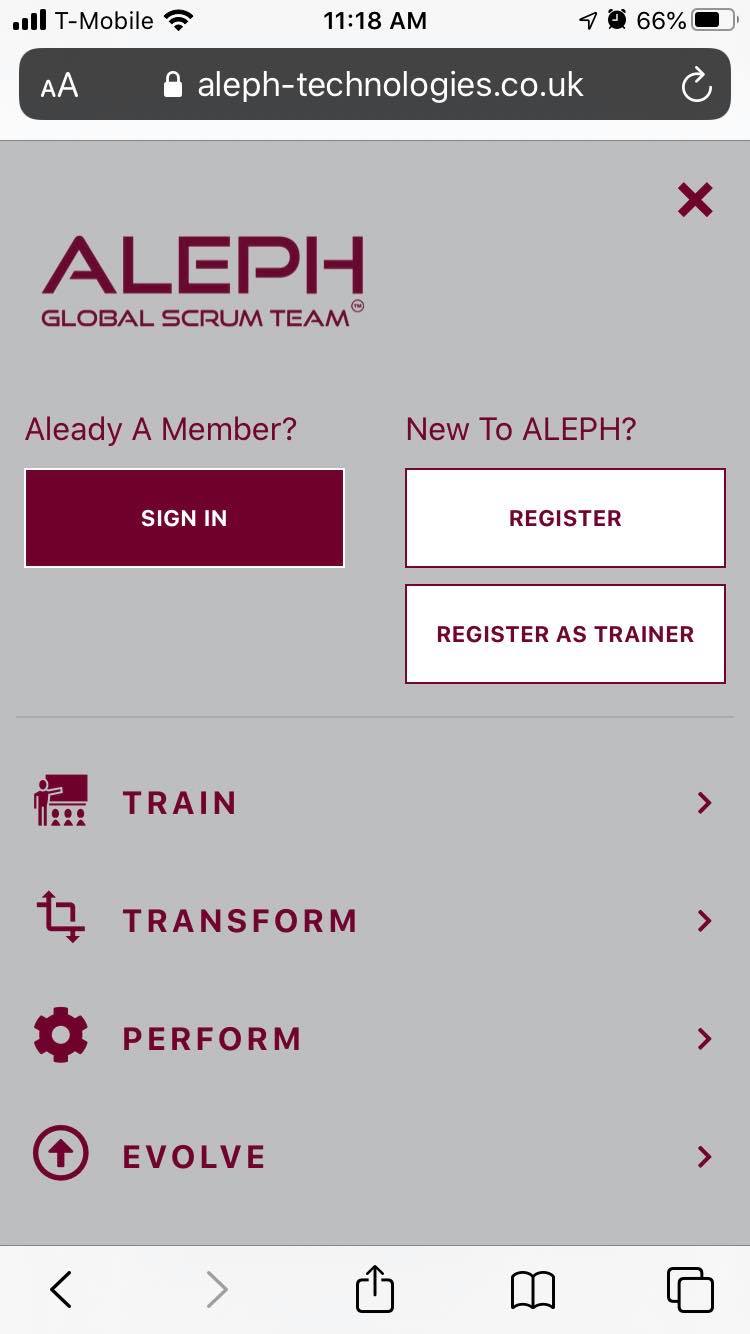 T-Mobile 11:18 AM 66%
AA aleph-technologies.co.uk
ALEPH
GLOBAL SCRUM TEAM™
Aleady A Member?
SIGN IN
New To ALEPH?
REGISTER
REGISTER AS TRAINER
TRAIN
TRANSFORM
PERFORM
EVOLVE